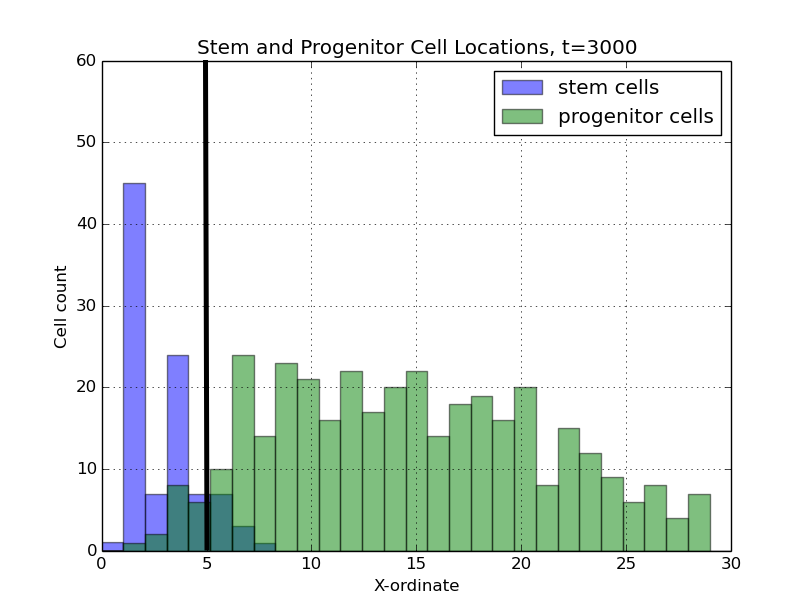 Stem and Progenitor Cell Locations, t=3000
stem cells
progenitor cells
60
50
40
30
20
10
0
Cell count
0 5 10 15 20 25 30
X-ordinate